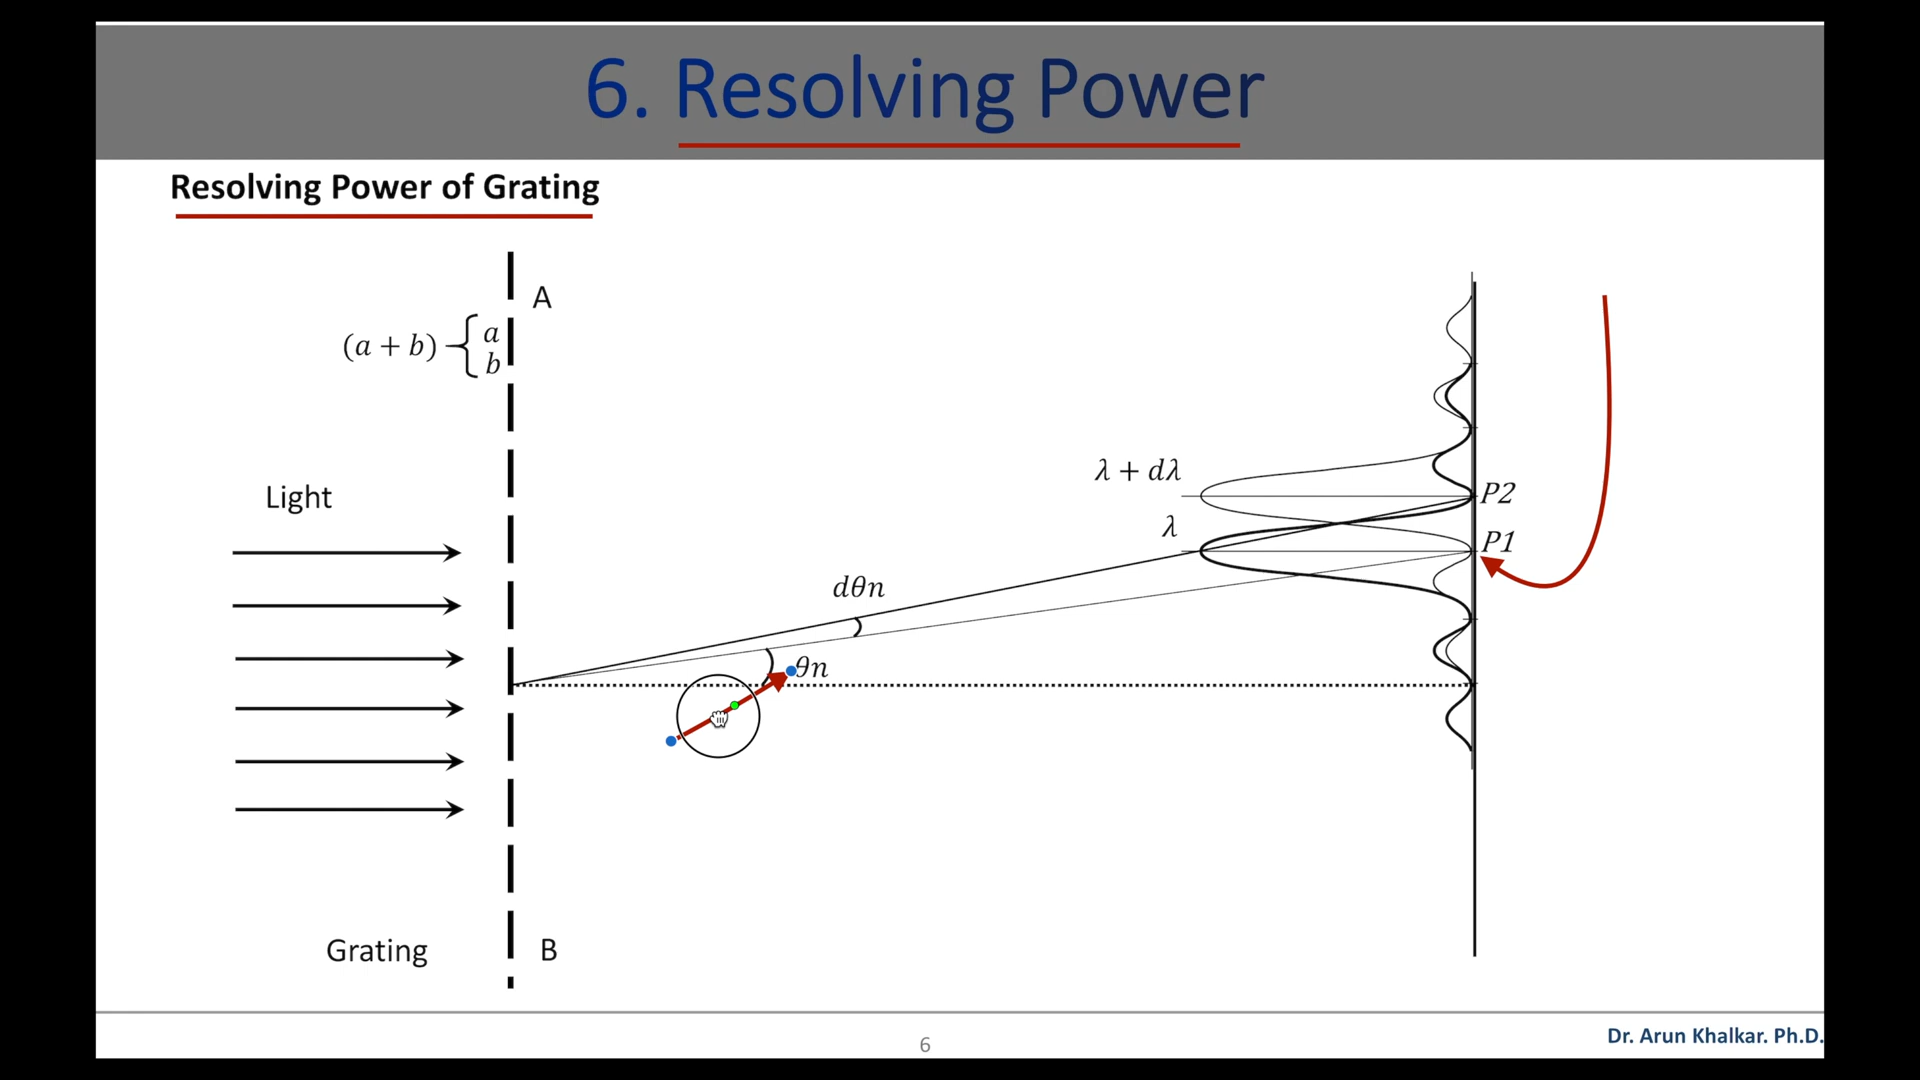 6. Resolving Power
Resolving Power of Grating
A
(a + b) { a
b
λ + dλ
P2
Light
λ
P1
dθn
θn
Grating
B
6
Dr. Arun Khalkar. Ph.D.